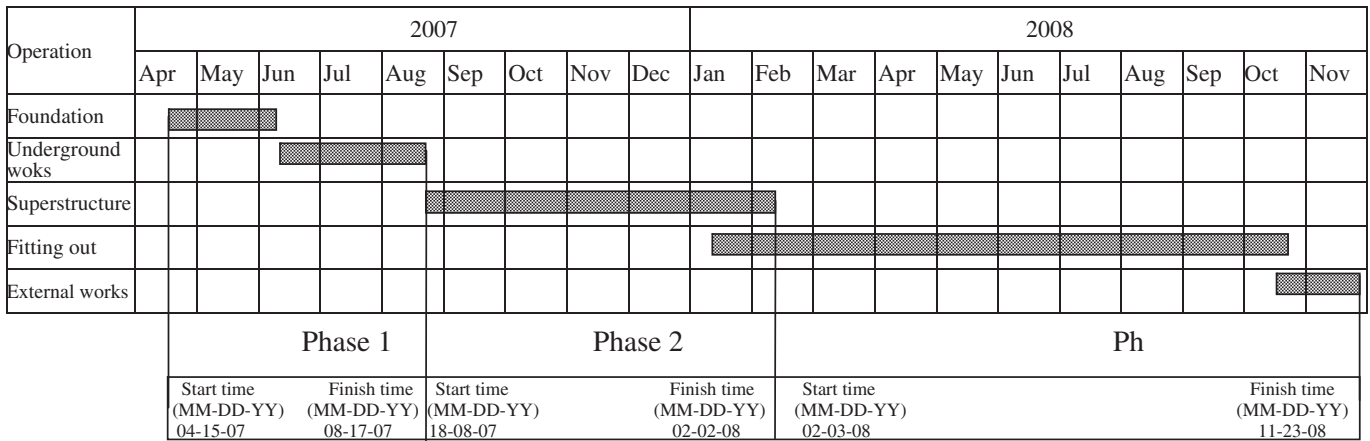 Operation
2007
2008
Apr May Jun Jul Aug Sep Oct Nov Dec Jan Feb Mar Apr May Jun Jul Aug Sep Oct Nov
Foundation
Underground
woks
Superstructure
Fitting out
External works
Phase 1 Phase 2 Ph
Start time Finish time Start time Finish time Start time Finish time
(MM-DD-YY) (MM-DD-YY) (MM-DD-YY) (MM-DD-YY) (MM-DD-YY) (MM-DD-YY)
04-15-07 08-17-07 18-08-07 02-02-08 02-03-08 11-23-08